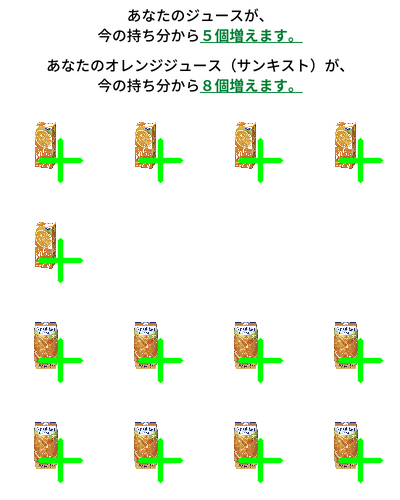 あなたのジュースが、
今の持ち分から５個増えます。
あなたのオレンジジュース（サンキスト）が、
今の持ち分から８個増えます。